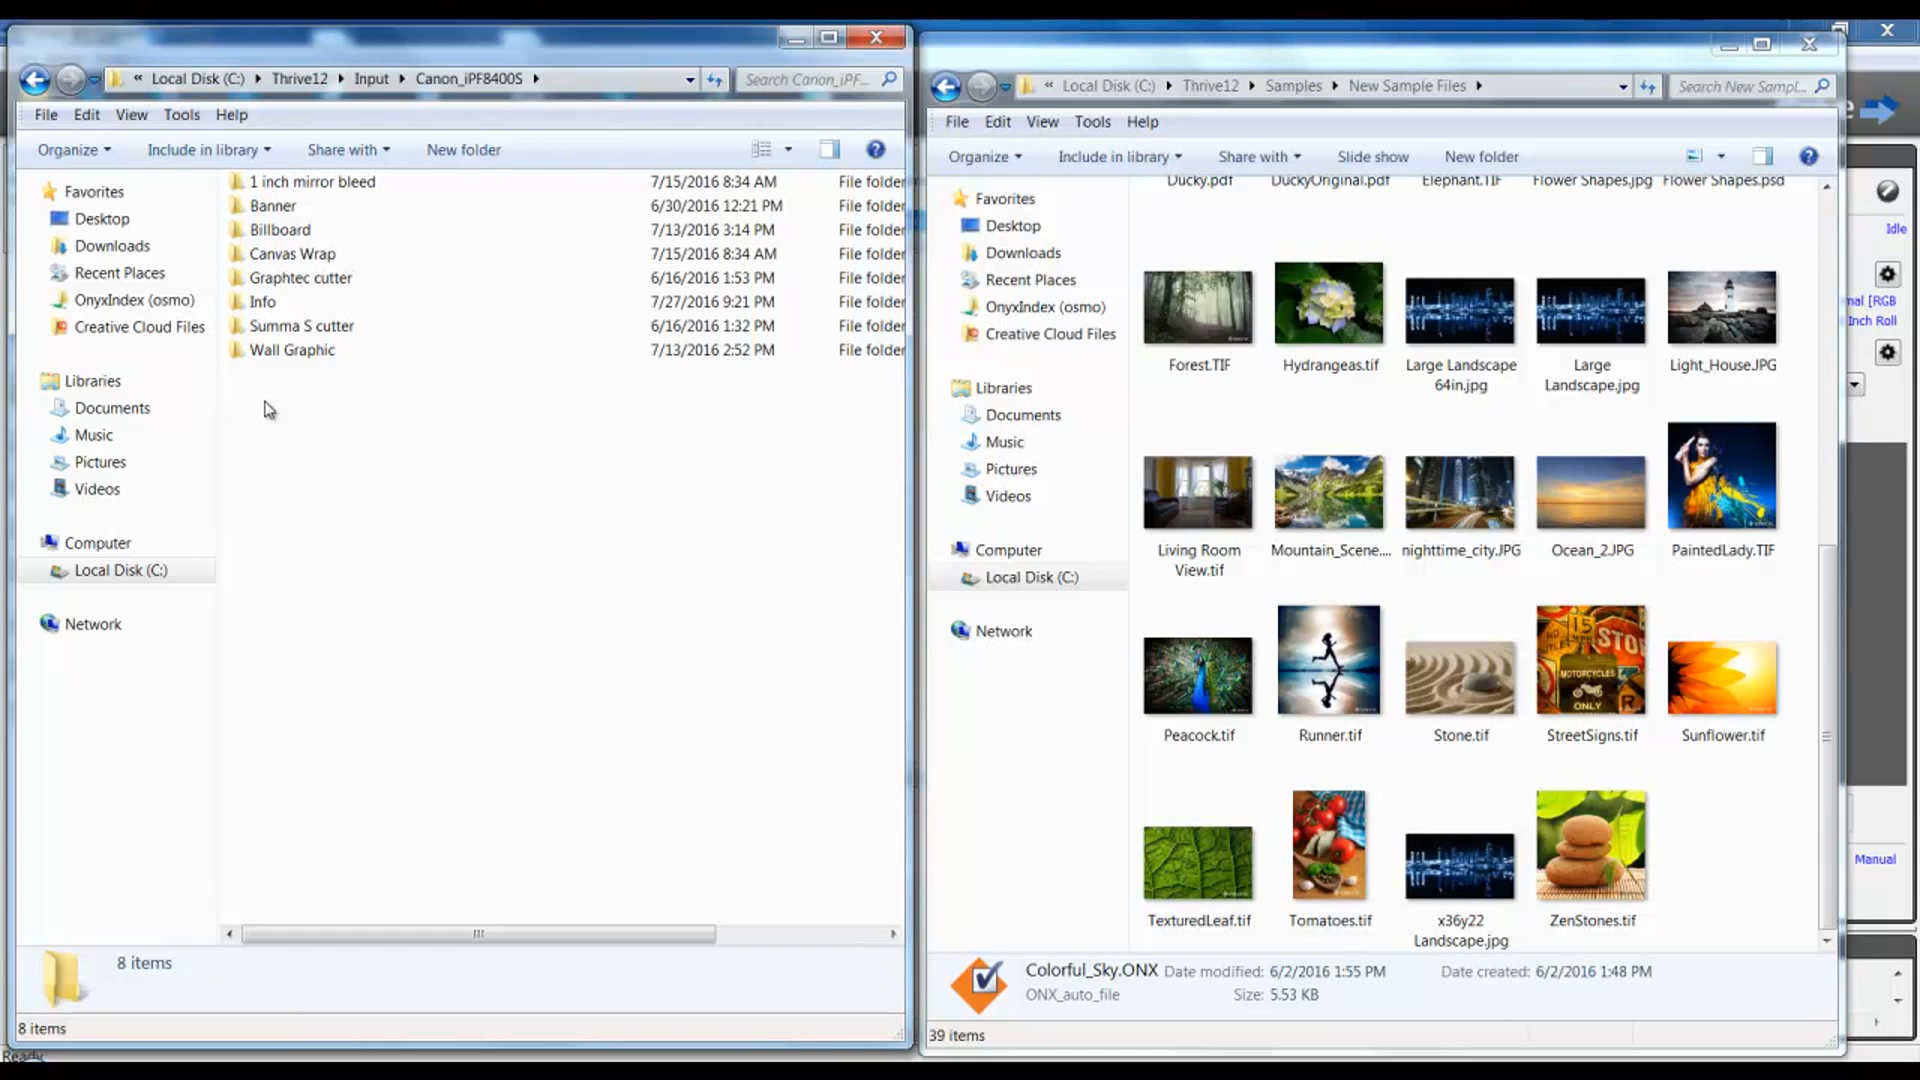 « Local Disk (C:) Thrive12 Input Canon_iPF8400S
Search Canon_iPF...
File Edit View Tools Help
Organize Include in library Share with New folder
Favorites
Desktop
Downloads
Recent Places
OnyxIndex (osmo)
Creative Cloud Files
Libraries
Documents
Music
Pictures
Videos
Computer
Local Disk (C:)
Network
1 inch mirror bleed 7/15/2016 8:34 AM File folder
Banner 6/30/2016 12:21 PM File folder
Billboard 7/13/2016 3:14 PM File folder
Canvas Wrap 7/15/2016 8:34 AM File folder
Graphtec cutter 6/16/2016 1:53 PM File folder
Info 7/27/2016 9:21 PM File folder
Summa S cutter 6/16/2016 1:32 PM File folder
Wall Graphic 7/13/2016 2:52 PM File folder
8 items
8 items
Ready
« Local Disk (C:) Thrive12 Samples New Sample Files
Search New Sampl...
File Edit View Tools Help
Organize Include in library Share with Slide show New folder
Favorites
Desktop
Downloads
Recent Places
OnyxIndex (osmo)
Creative Cloud Files
Libraries
Documents
Music
Pictures
Videos
Computer
Local Disk (C:)
Network
Ducky.pdf DuckyOriginal.pdf Elephant.TIF Flower Shapes.jpg Flower Shapes.psd
Forest.TIF Hydrangeas.tif Large Landscape 64in.jpg Large Landscape.jpg Light_House.JPG
Living Room View.tif Mountain_Scene.... nighttime_city.JPG Ocean_2.JPG PaintedLady.TIF
15
STOP
MOTORCYCLES
ONLY
Peacock.tif Runner.tif Stone.tif StreetSigns.tif Sunflower.tif
TexturedLeaf.tif Tomatoes.tif x36y22 Landscape.jpg ZenStones.tif
Colorful_Sky.ONX Date modified: 6/2/2016 1:55 PM Date created: 6/2/2016 1:48 PM
ONX_auto_file Size: 5.53 KB
39 items
Idle
mal [RGB
Inch Roll
Manual